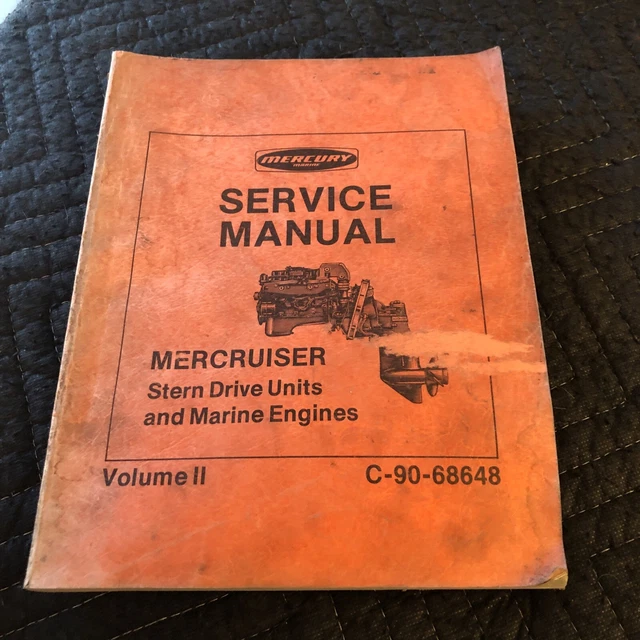 MERCURY
MARINE
SERVICE
MANUAL
MERCRUISER
Stern Drive Units
and Marine Engines
Volume II
C-90-68648